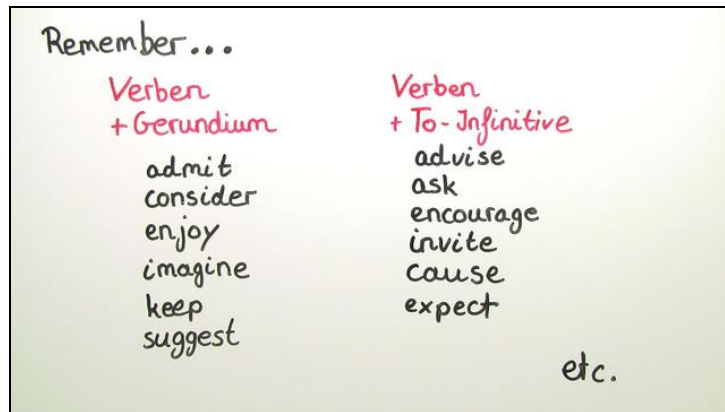 Remember...
Verben
+ Gerundium
admit
consider
enjoy
imagine
keep
suggest
Verben
+ To-Infinitive
advise
ask
encourage
invite
cause
expect
etc.